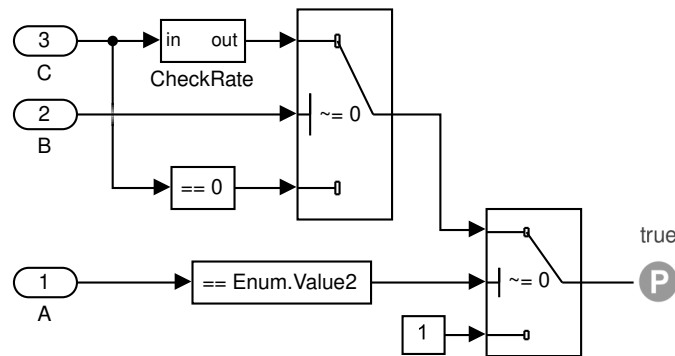 3
in out
C
CheckRate
2
~= 0
B
== 0
true
1
== Enum.Value2
~= 0
P
A
1